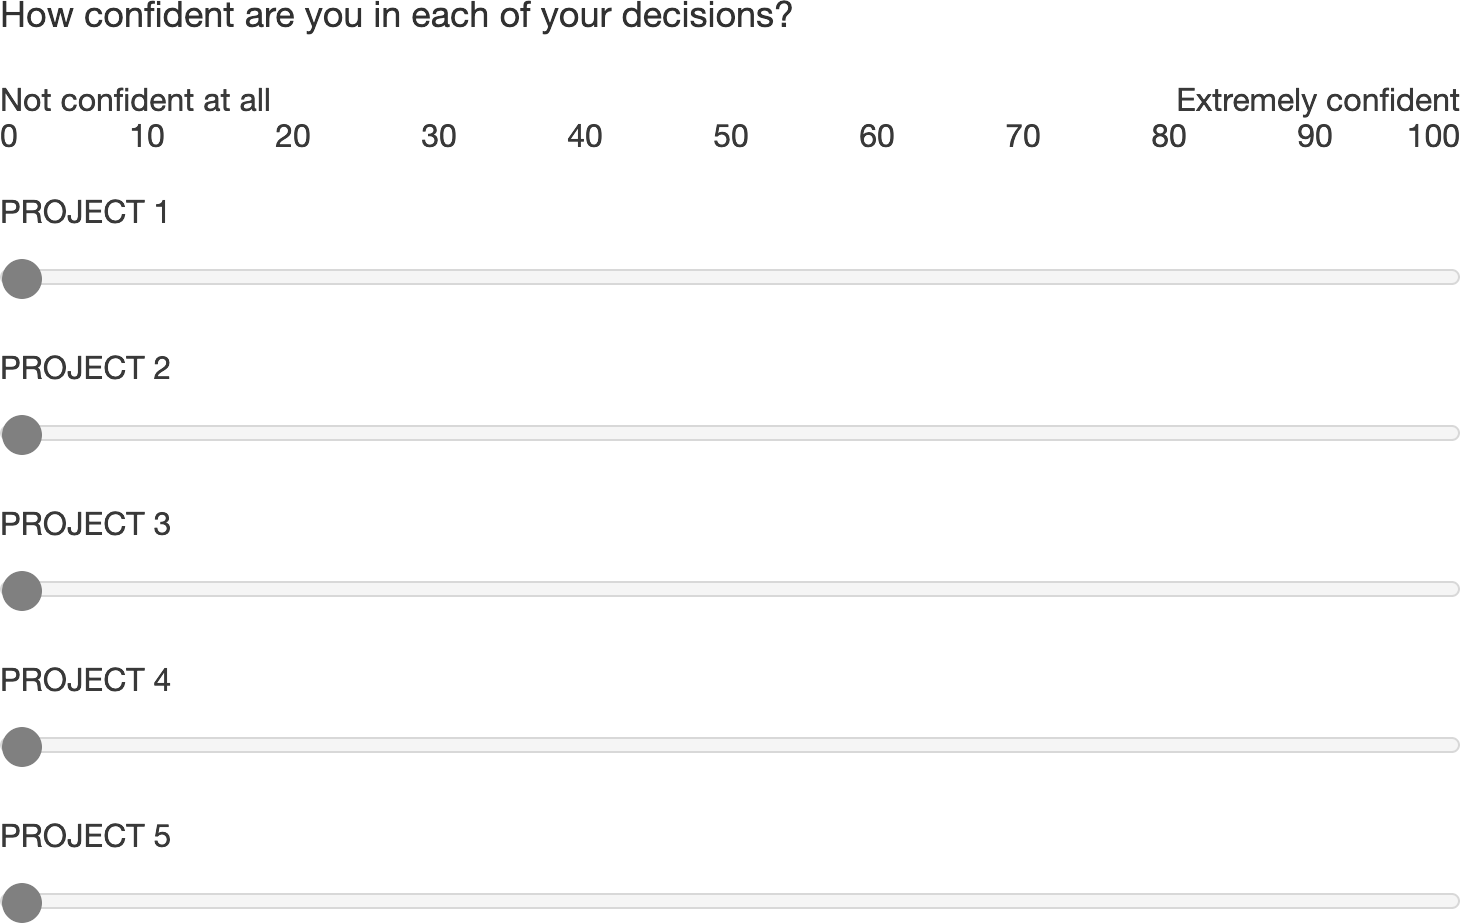 How confident are you in each of your decisions?
Not confident at all Extremely confident
0 10 20 30 40 50 60 70 80 90 100
PROJECT 1
PROJECT 2
PROJECT 3
PROJECT 4
PROJECT 5